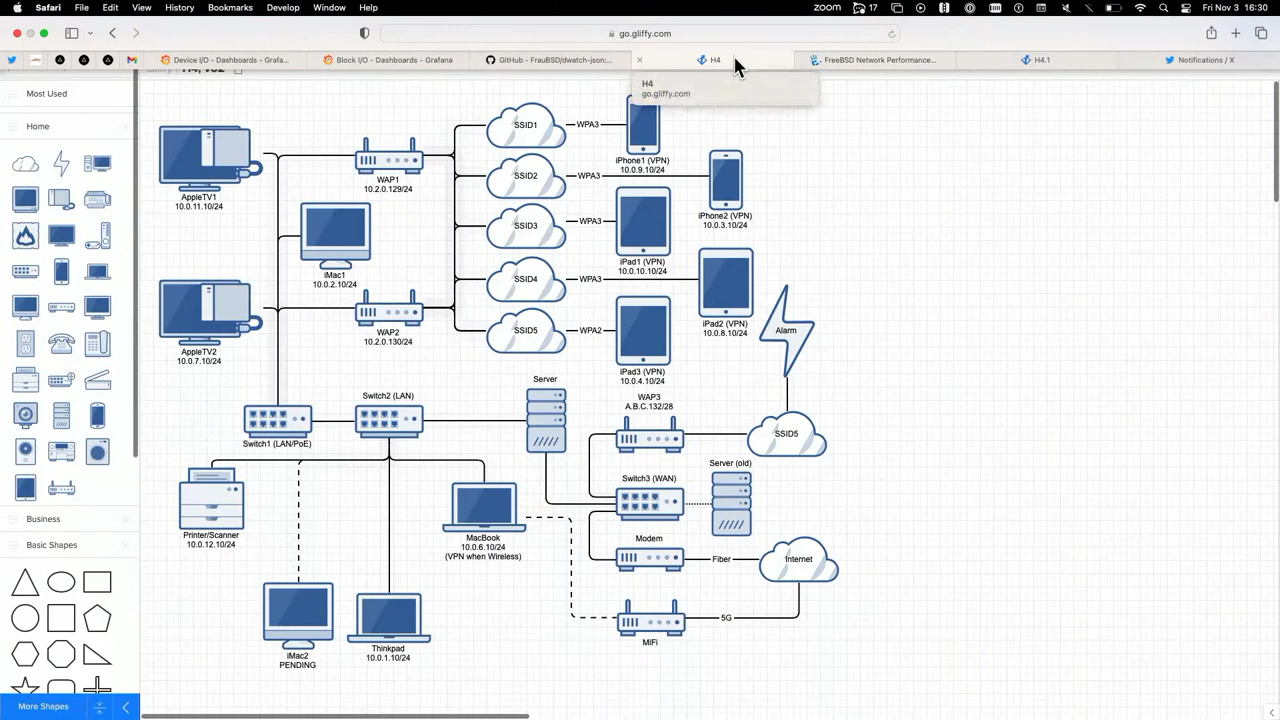 Safari File Edit View History Bookmarks Develop Window Help
zoom 17 Fri Nov 3 16:30
go.gliffy.com
Device I/O - Dashboards - Grafa...
Block I/O - Dashboards - Grafana
GitHub - FrauBSD/dwatch-json:...
H4
FreeBSD Network Performance...
H4.1
Notifications / X
H4
go.gliffy.com
Most Used
Home
Business
Basic Shapes
More Shapes
AppleTV1
10.0.11.10/24
WAP1
10.2.0.129/24
SSID1
WPA3
iPhone1 (VPN)
10.0.9.10/24
SSID2
WPA3
iPhone2 (VPN)
10.0.3.10/24
iMac1
10.0.2.10/24
SSID3
WPA3
iPad1 (VPN)
10.0.10.10/24
SSID4
WPA3
iPad2 (VPN)
10.0.8.10/24
AppleTV2
10.0.7.10/24
WAP2
10.2.0.130/24
SSID5
WPA2
iPad3 (VPN)
10.0.4.10/24
Alarm
Switch1 (LAN/PoE)
Switch2 (LAN)
Server
WAP3
A.B.C.132/28
SSID5
Printer/Scanner
10.0.12.10/24
MacBook
10.0.6.10/24
(VPN when Wireless)
Switch3 (WAN)
Server (old)
Modem
Fiber
Internet
iMac2
PENDING
Thinkpad
10.0.1.10/24
MiFi
5G